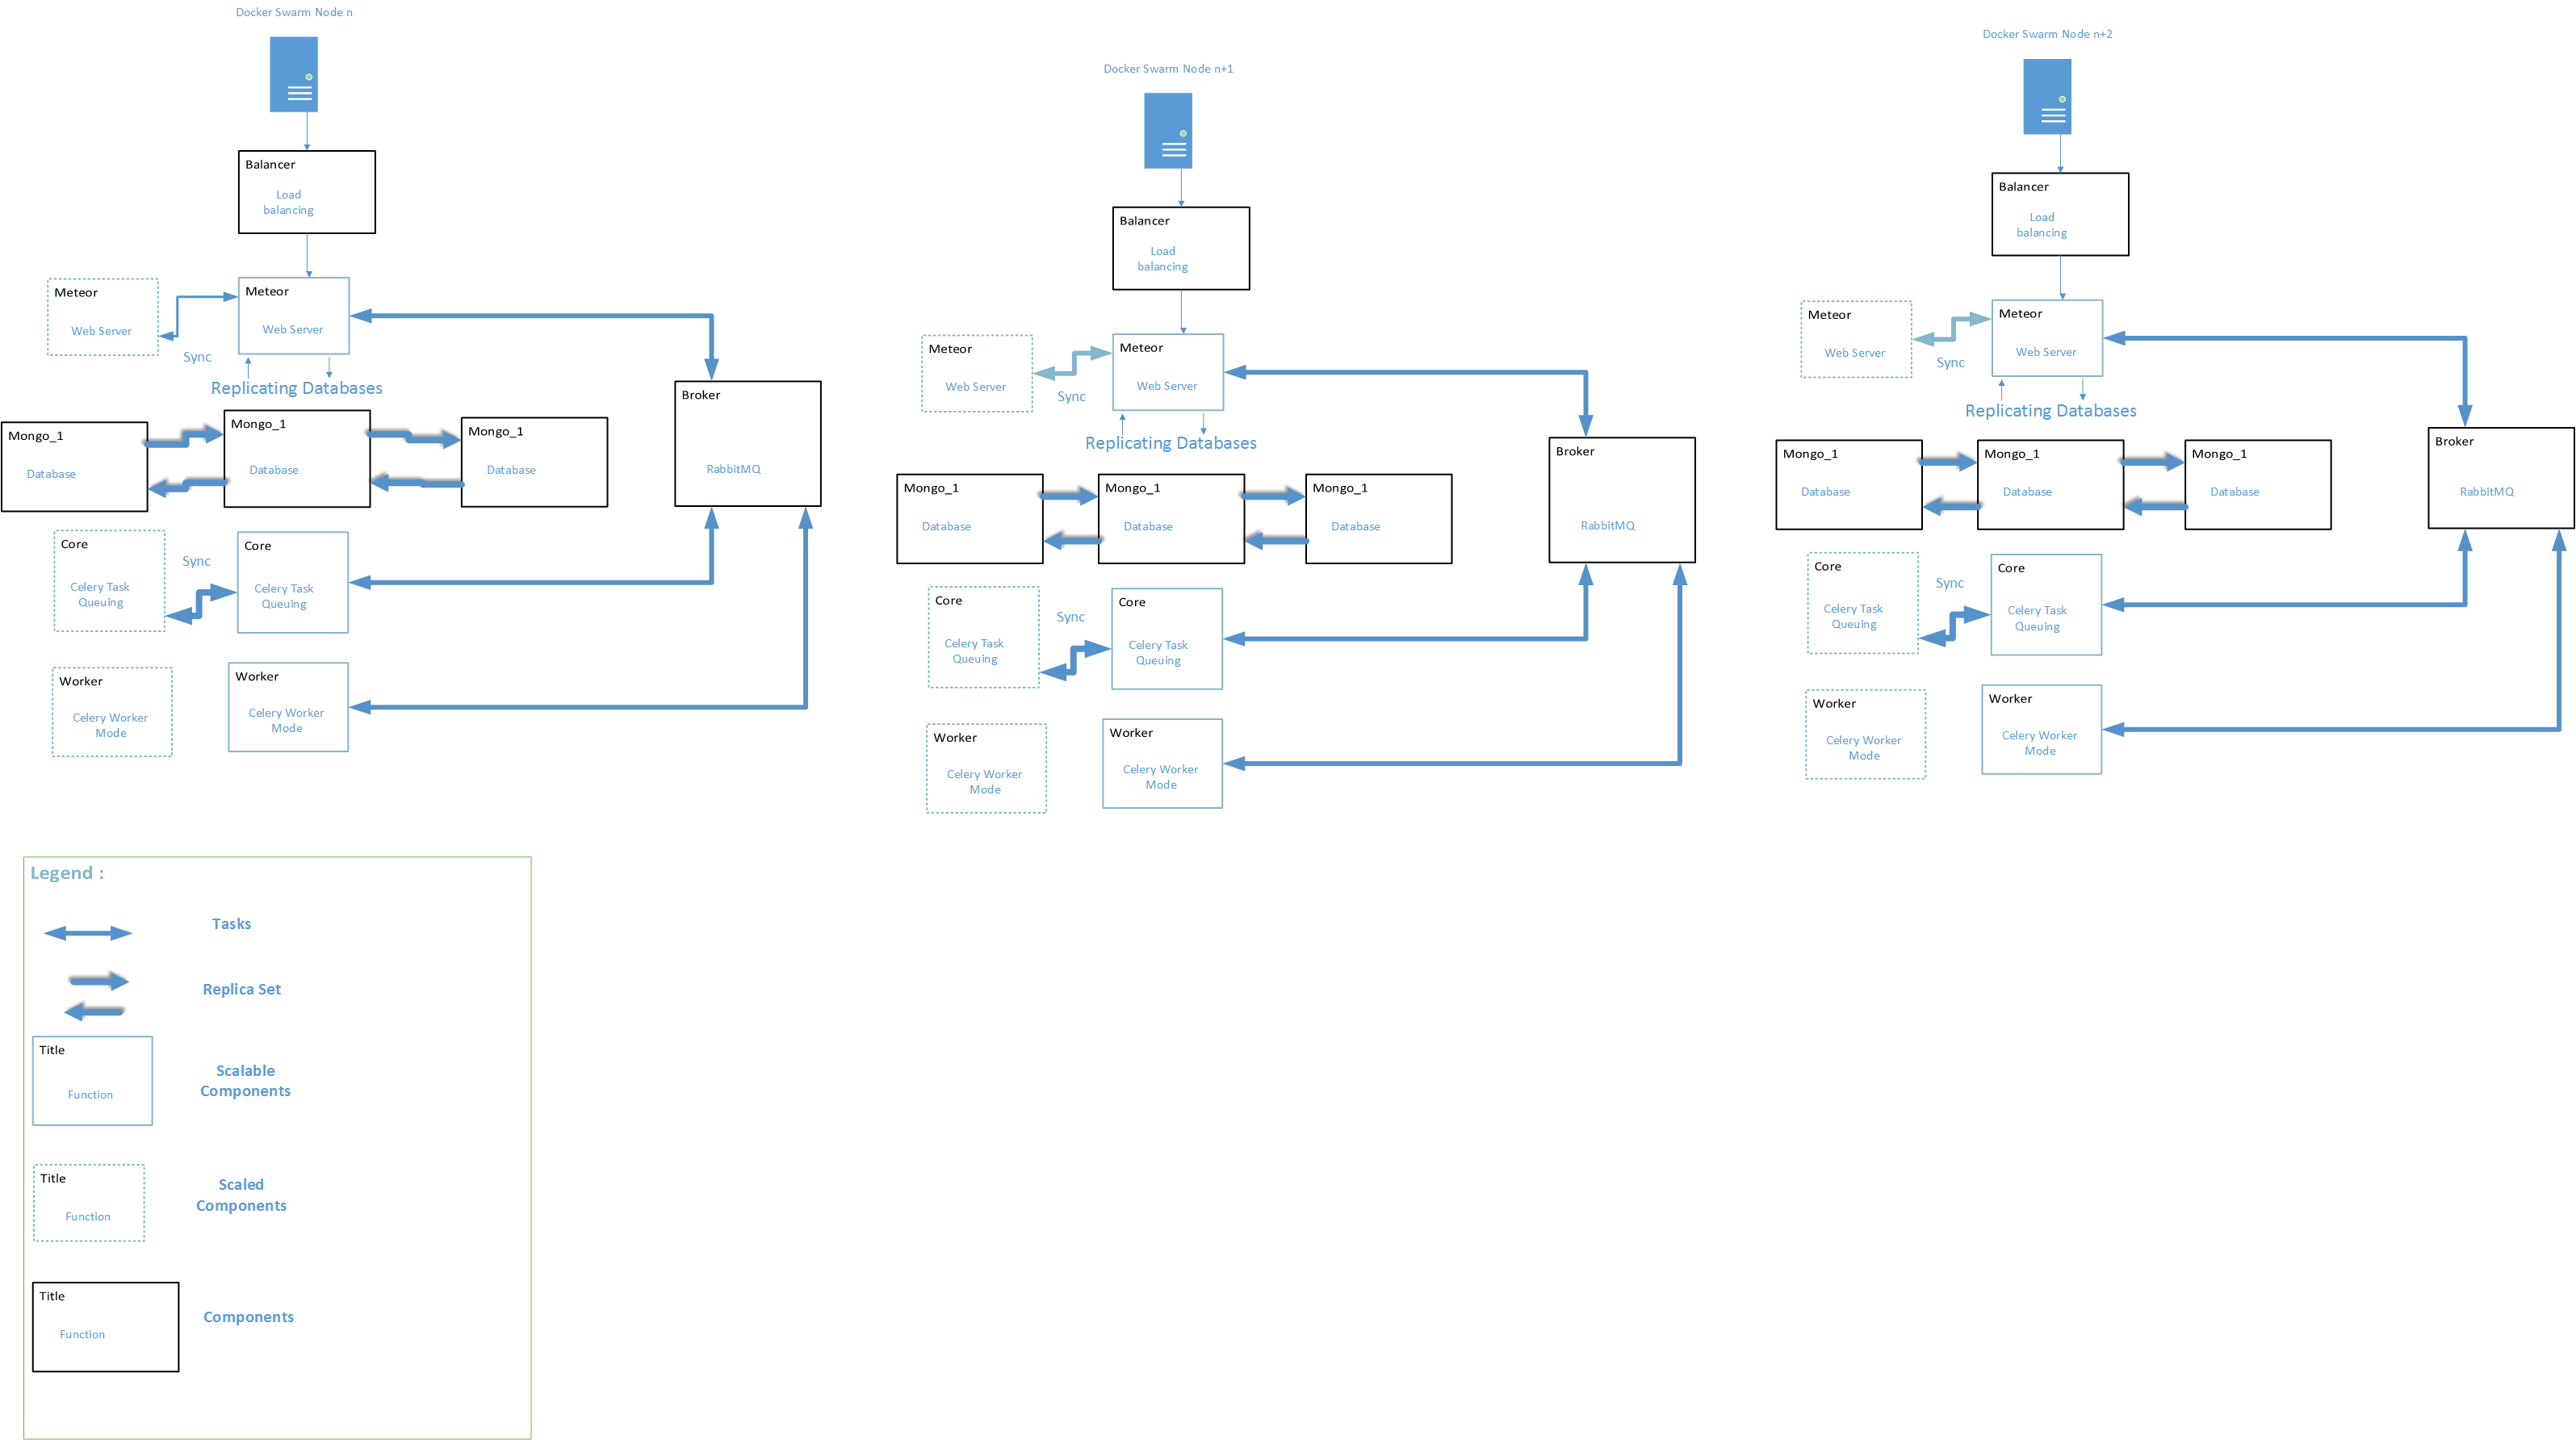 Docker Swarm Node n
Balancer
Load
balancing
Meteor
Web Server
Sync
Meteor
Web Server
Replicating Databases
Mongo_1
Database
Mongo_1
Database
Mongo_1
Database
Broker
RabbitMQ
Core
Celery Task
Queuing
Sync
Core
Celery Task
Queuing
Worker
Celery Worker
Mode
Worker
Celery Worker
Mode
Docker Swarm Node n+1
Balancer
Load
balancing
Meteor
Web Server
Sync
Meteor
Web Server
Replicating Databases
Mongo_1
Database
Mongo_1
Database
Mongo_1
Database
Broker
RabbitMQ
Core
Celery Task
Queuing
Sync
Core
Celery Task
Queuing
Worker
Celery Worker
Mode
Worker
Celery Worker
Mode
Docker Swarm Node n+2
Balancer
Load
balancing
Meteor
Web Server
Sync
Meteor
Web Server
Replicating Databases
Mongo_1
Database
Mongo_1
Database
Mongo_1
Database
Broker
RabbitMQ
Core
Celery Task
Queuing
Sync
Core
Celery Task
Queuing
Worker
Celery Worker
Mode
Worker
Celery Worker
Mode
Legend :
Tasks
Replica Set
Title
Function
Scalable
Components
Title
Function
Scaled
Components
Title
Function
Components